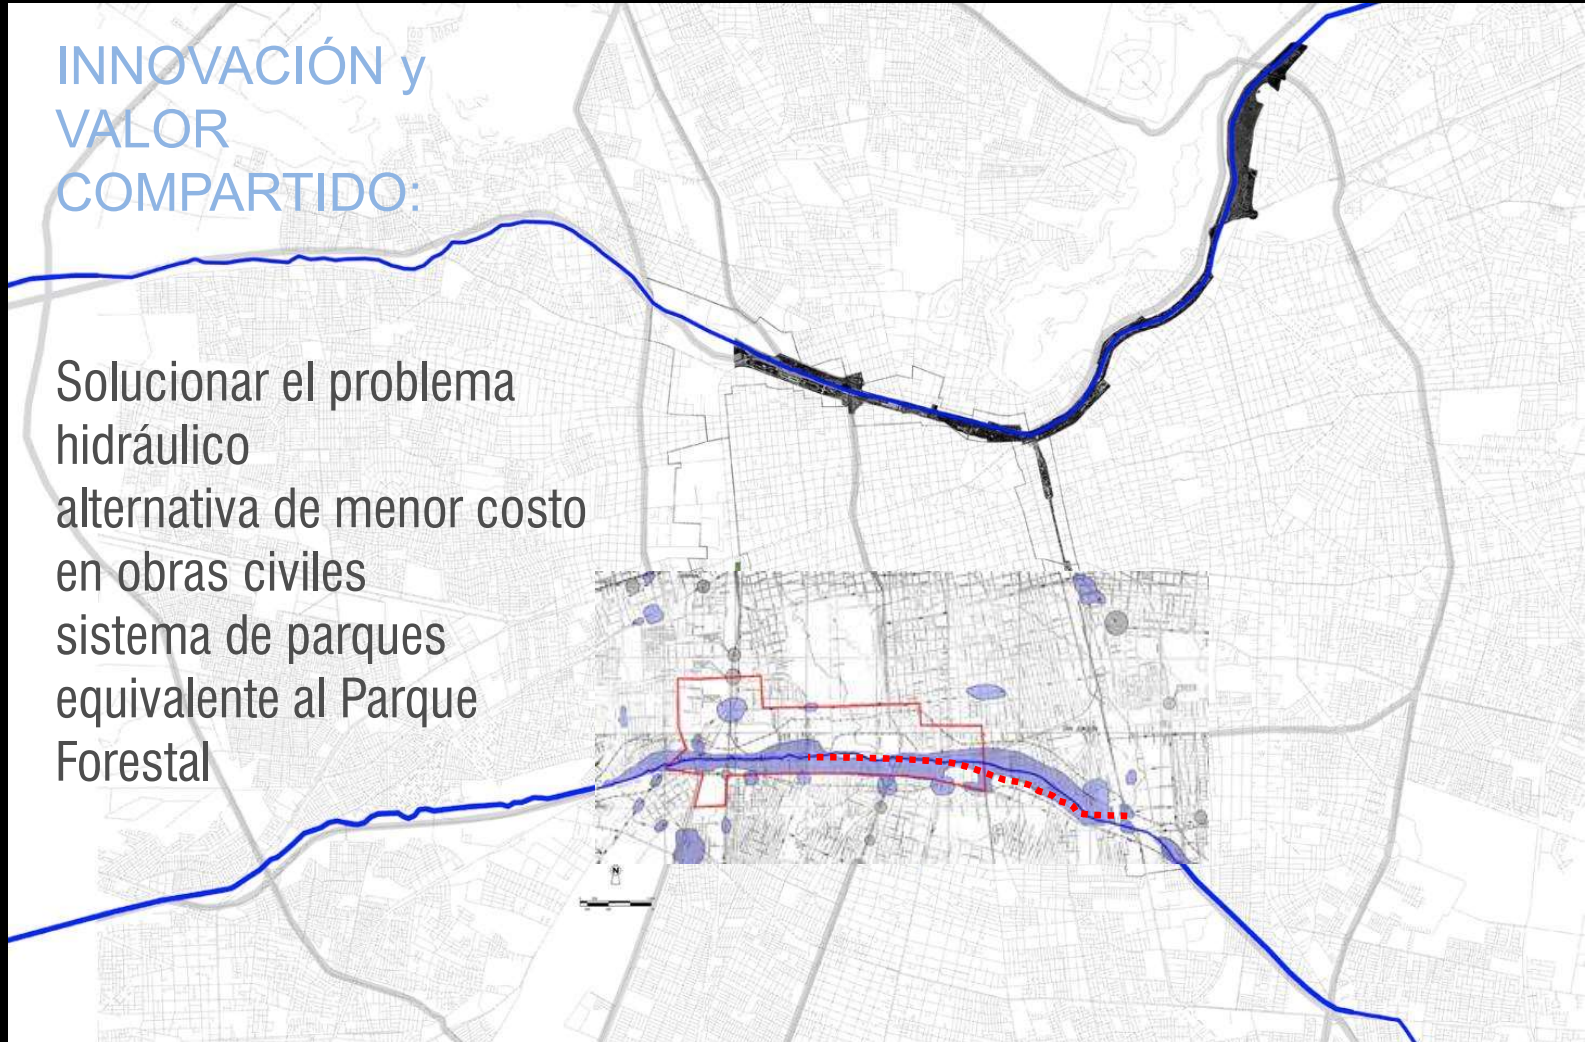 INNOVACIÓN y
VALOR
COMPARTIDO:
Solucionar el problema
hidráulico
alternativa de menor costo
en obras civiles
sistema de parques
equivalente al Parque
Forestal
N